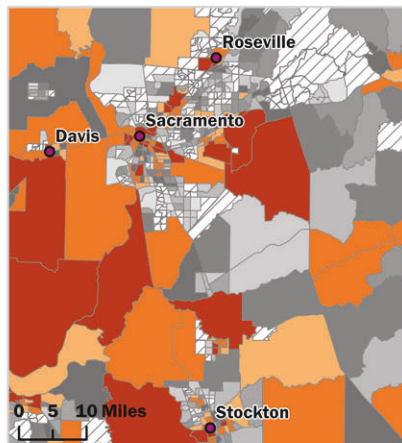 Roseville
Sacramento
Davis
0 5 10 Miles
Stockton